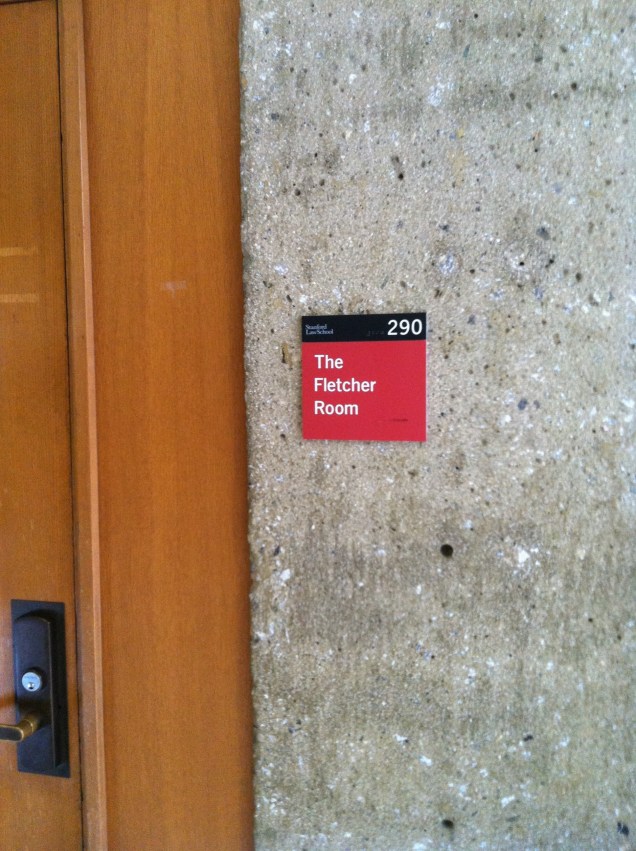 Stanford
Law School
290
The
Fletcher
Room